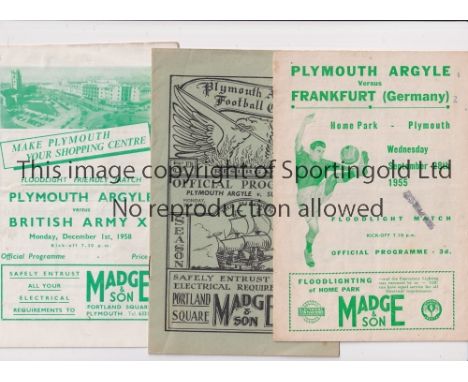 MAKE PLYMOUTH
YOUR SHOPPING CENTRE
FLOODLIGHT FRIENDLY MATCH
PLYMOUTH ARGYLE
versus
BRITISH ARMY X
Monday, December 1st, 1958
Kick-off 7.30 p.m.
Official Programme
SAFELY ENTRUST
ALL YOUR
ELECTRICAL
REQUIREMENTS TO
MADGE
& SON
PORTLAND SQUARE
PLYMOUTH
Plymouth A
Football C
OFFICIAL PRO
PLYMOUTH ARGYLE v. S
MONDAY,
SEASON
SAFELY ENTRUST
ELECTRICAL REQUIRE
PORTLAND
SQUARE
MADGE
& SON
PLYMOUTH ARGYLE
Versus
FRANKFURT (Germany)
Home Park - Plymouth
Wednesday
September
1955
FLOODLIGHT MATCH
KICK-OFF 7.30 p.m.
OFFICIAL PROGRAMME - 3d.
FLOODLIGHTING
of HOME PARK
MADGE
& SON
This image is copyright of Sportingold Ltd
No reproduction allowed